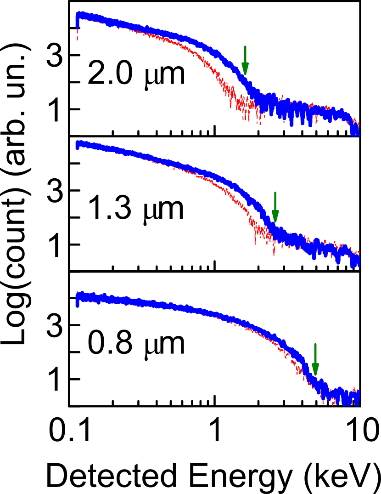 3
1
2.0 μm
3
1
1.3 μm
3
1
0.8 μm
0.1
1
10
Log(count) (arb. un.)
Detected Energy (keV)